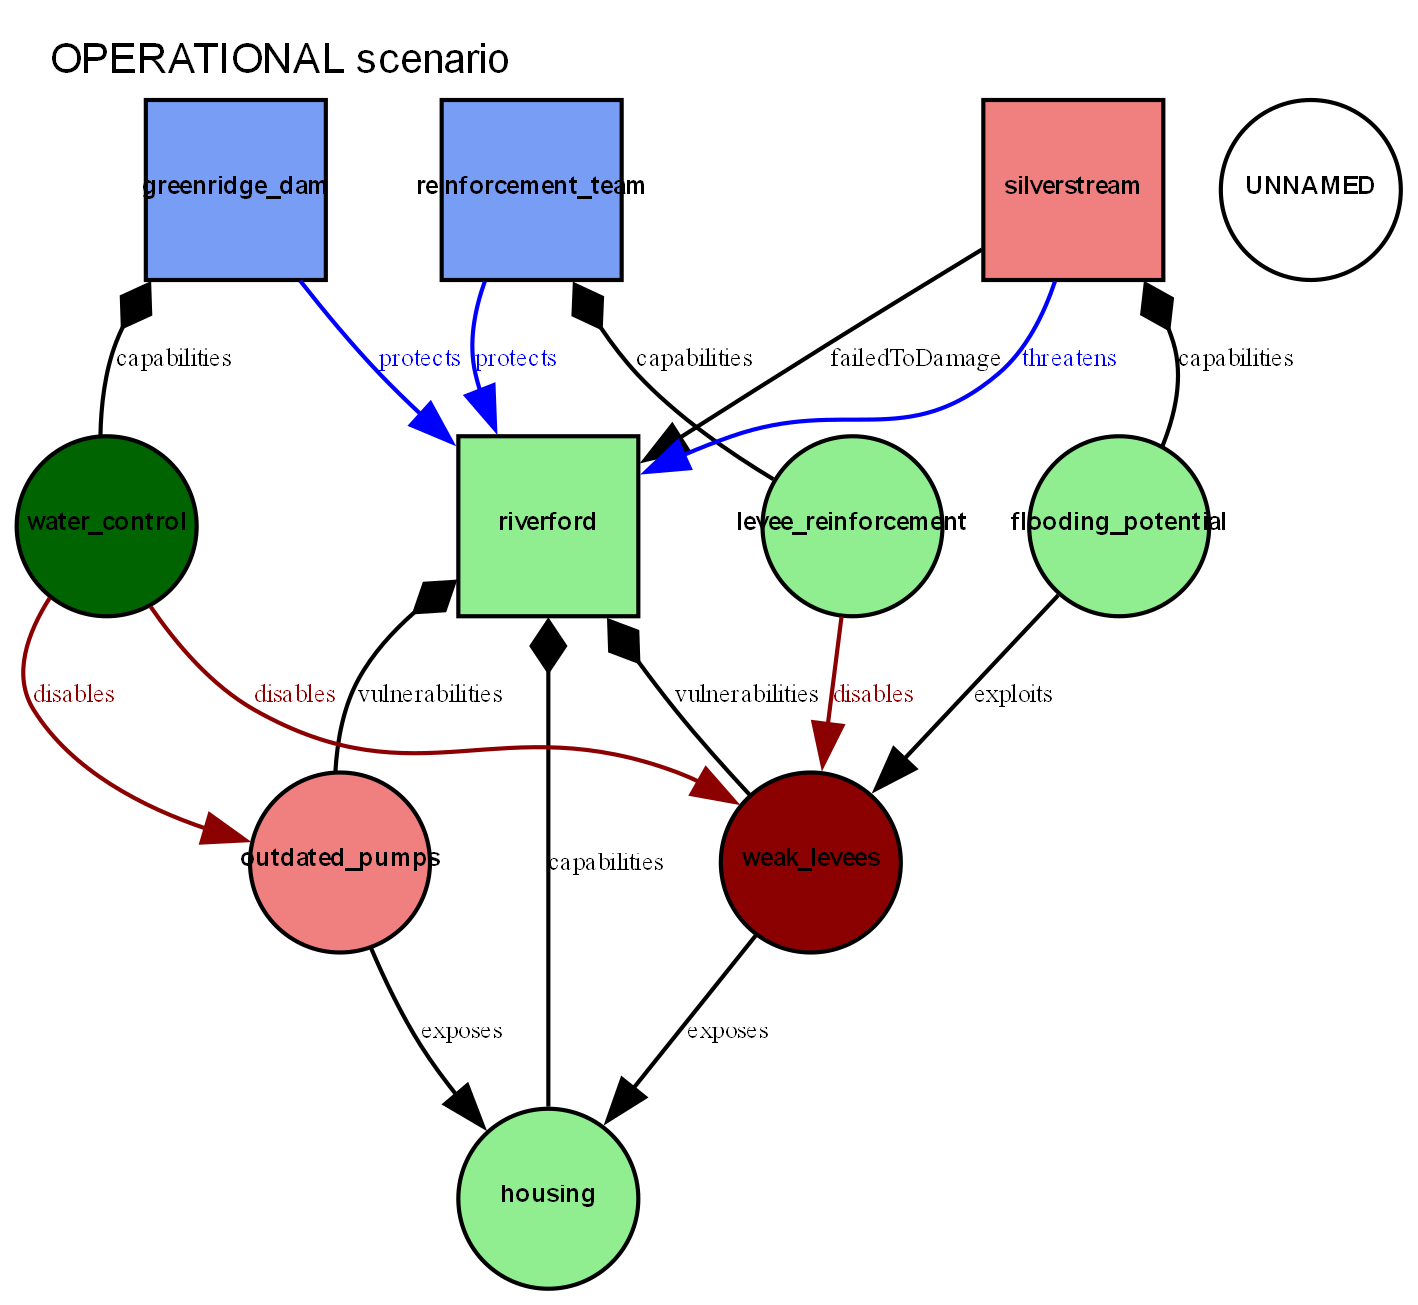 OPERATIONAL scenario
greenridge_dam
reinforcement_team
silverstream
UNNAMED
capabilities
protects
protects
capabilities
failedToDamage
threatens
capabilities
water_control
riverford
levee_reinforcement
flooding_potential
disables
disables
vulnerabilities
vulnerabilities
disables
exploits
outdated_pumps
capabilities
weak_levees
exposes
exposes
housing